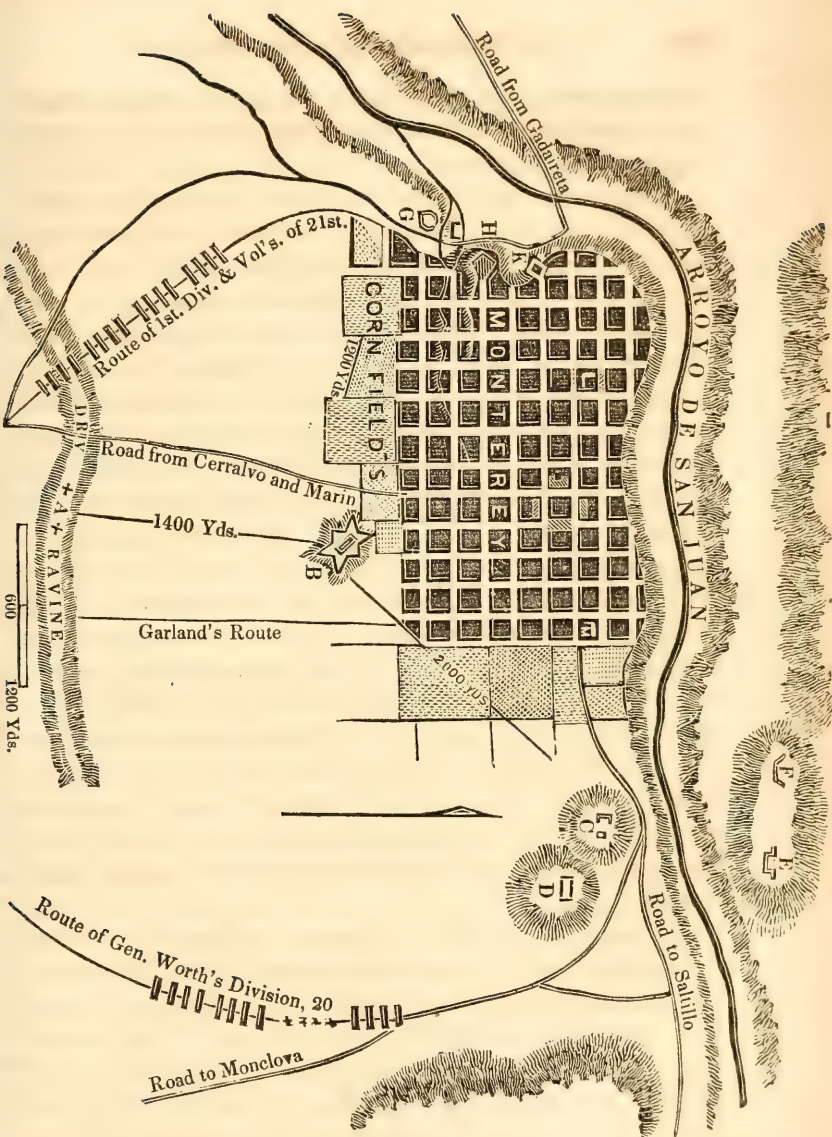 Road from Gadaireta
ARROYO DE SAN JUAN
Route of 1st. Div. & Vol's. of 21st.
G
H
K
CORN FIELD'S
1200 Yds
MONTEREY
L
M
Road from Cerralvo and Marin
DRY RAVINE
A
1400 Yds.
B
Garland's Route
2000 YDS
600
1200 Yds.
C
D
F
E
Road to Saltillo
Route of Gen. Worth's Division, 20
Road to Monclova